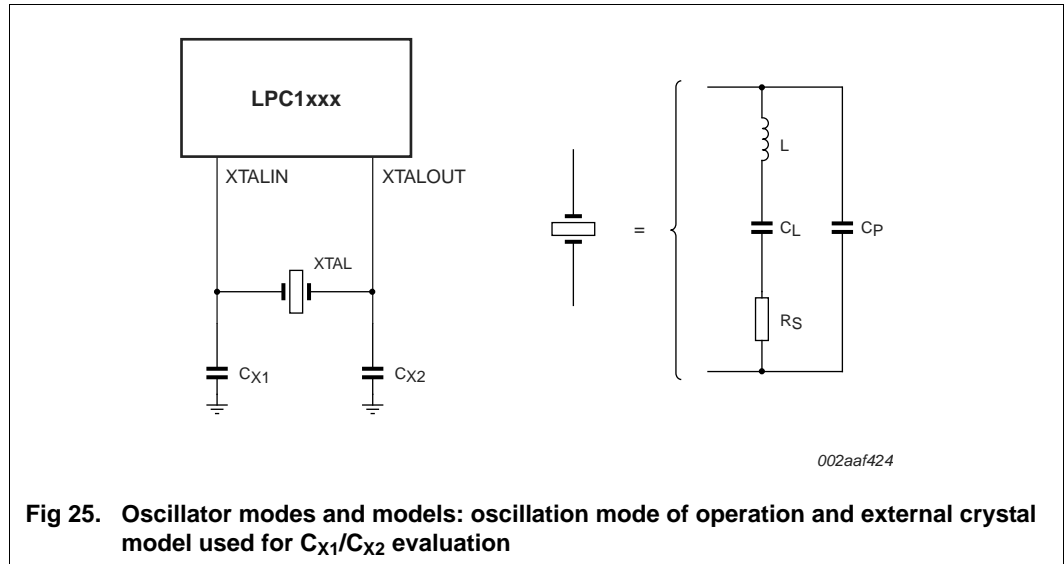 LPC1xxx
XTALIN
XTALOUT
XTAL
CX1
CX2
=
L
CL
CP
RS
002aaf424
Fig 25. Oscillator modes and models: oscillation mode of operation and external crystal
model used for CX1/CX2 evaluation